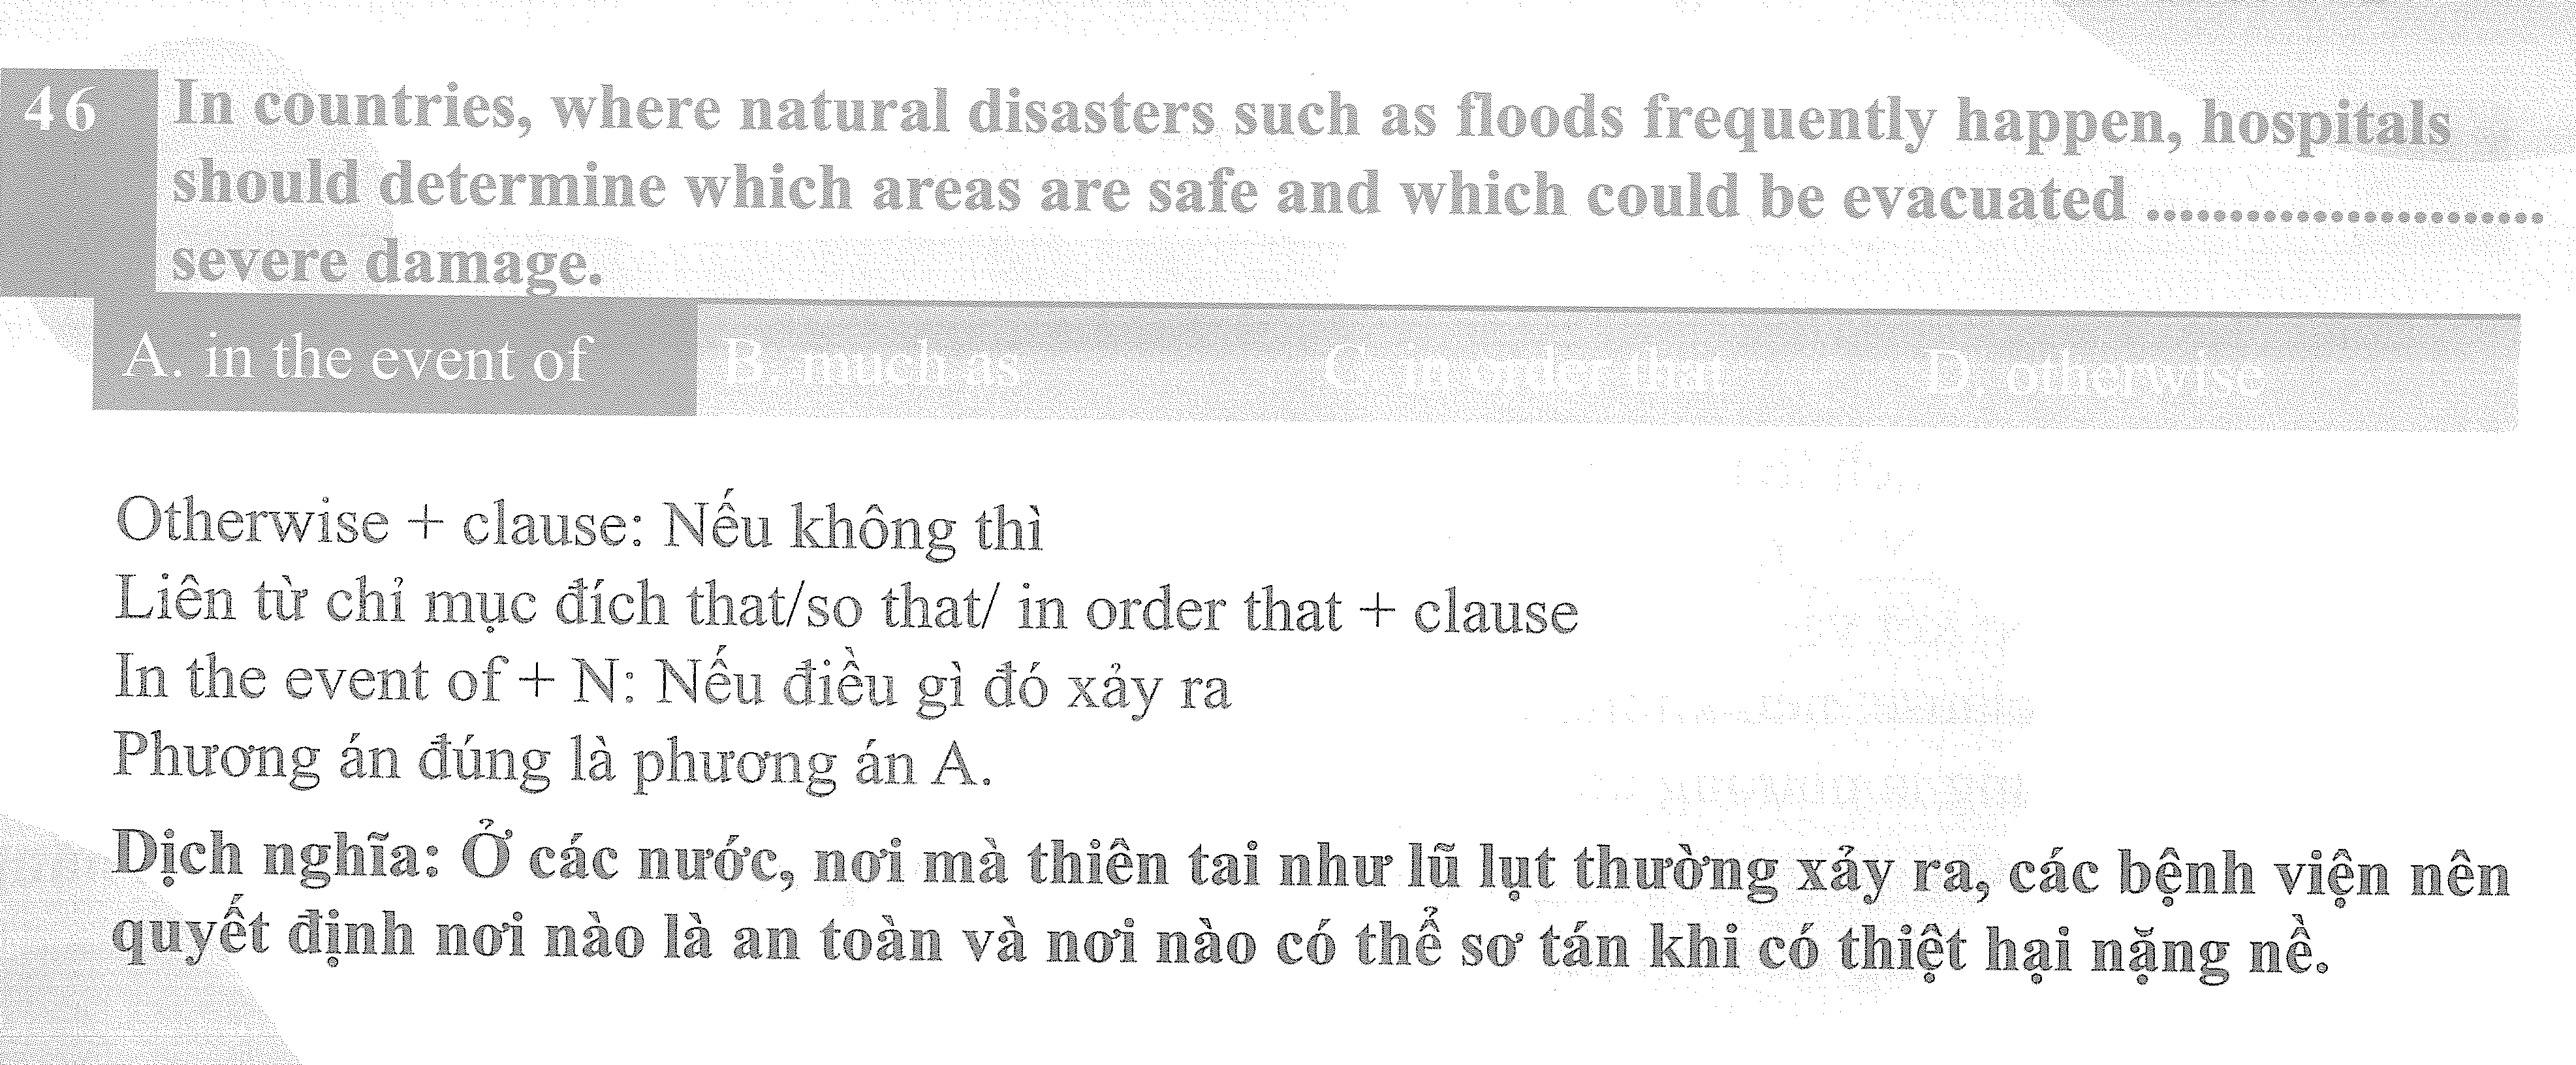 46 In countries, where natural disasters such as floods frequently happen, hospitals
should determine which areas are safe and which could be evacuated ........................
severe damage.
A. in the event of B. much as C. in order that D. otherwise
Otherwise + clause: Nếu không thì
Liên từ chỉ mục đích that/so that/ in order that + clause
In the event of + N: Nếu điều gì đó xảy ra
Phương án đúng là phương án A.
Dịch nghĩa: Ở các nước, nơi mà thiên tai như lũ lụt thường xảy ra, các bệnh viện nên
quyết định nơi nào là an toàn và nơi nào có thể sơ tán khi có thiệt hại nặng nề.